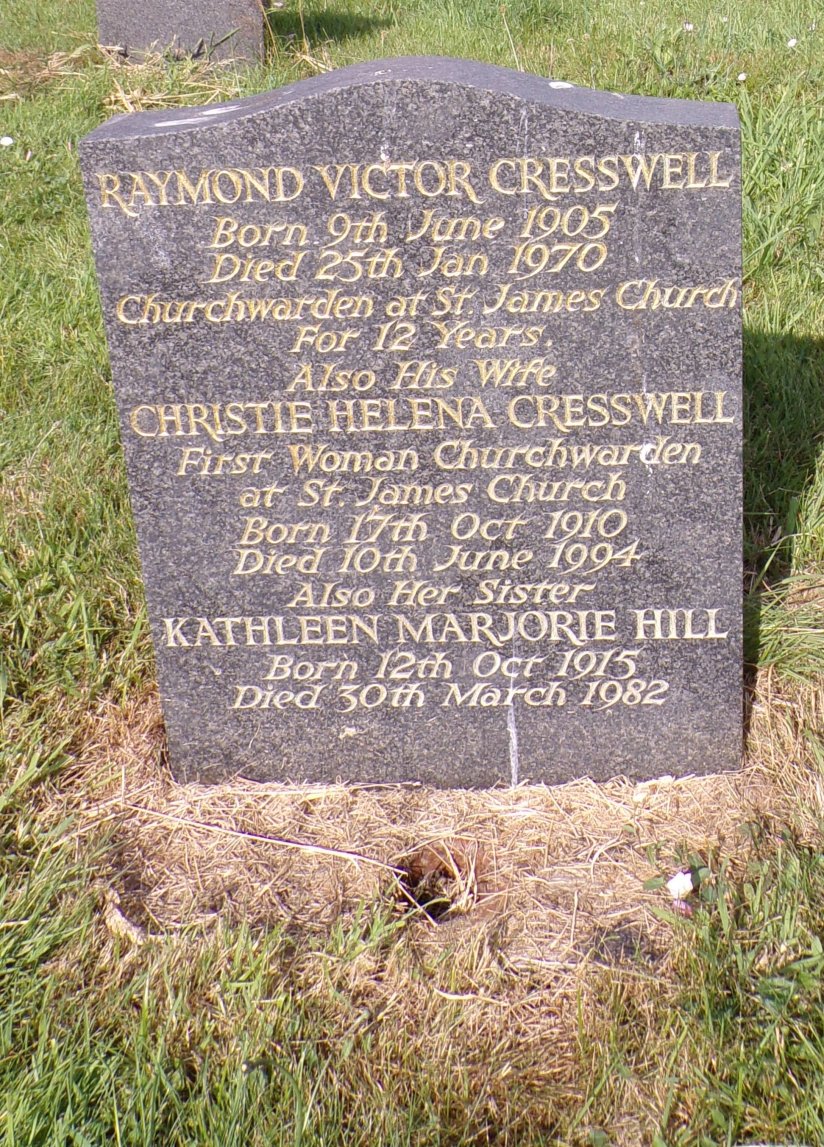 RAYMOND VICTOR CRESSWELL
Born 9th June 1905
Died 25th Jan 1970
Churchwarden at St. James Church
For 12 Years.
Also His Wife
CHRISTIE HELENA CRESSWELL
First Woman Churchwarden
at St. James Church
Born 17th Oct 1910
Died 10th June 1994
Also Her Sister
KATHLEEN MARJORIE HILL
Born 12th Oct 1915
Died 30th March 1982